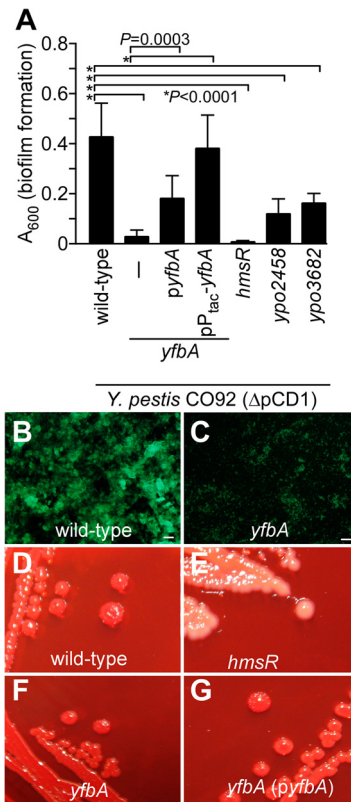 A
P=0.0003
*
*
*
*P<0.0001
*
*
A₆₀₀ (biofilm formation)
0.8
0.6
0.4
0.2
0
wild-type
–
pyfbA
pPtac-yfbA
hmsR
ypo2458
ypo3682
yfbA
Y. pestis CO92 (ΔpCD1)
B
wild-type
C
yfbA
D
wild-type
E
hmsR
F
yfbA
G
yfbA (pyfbA)